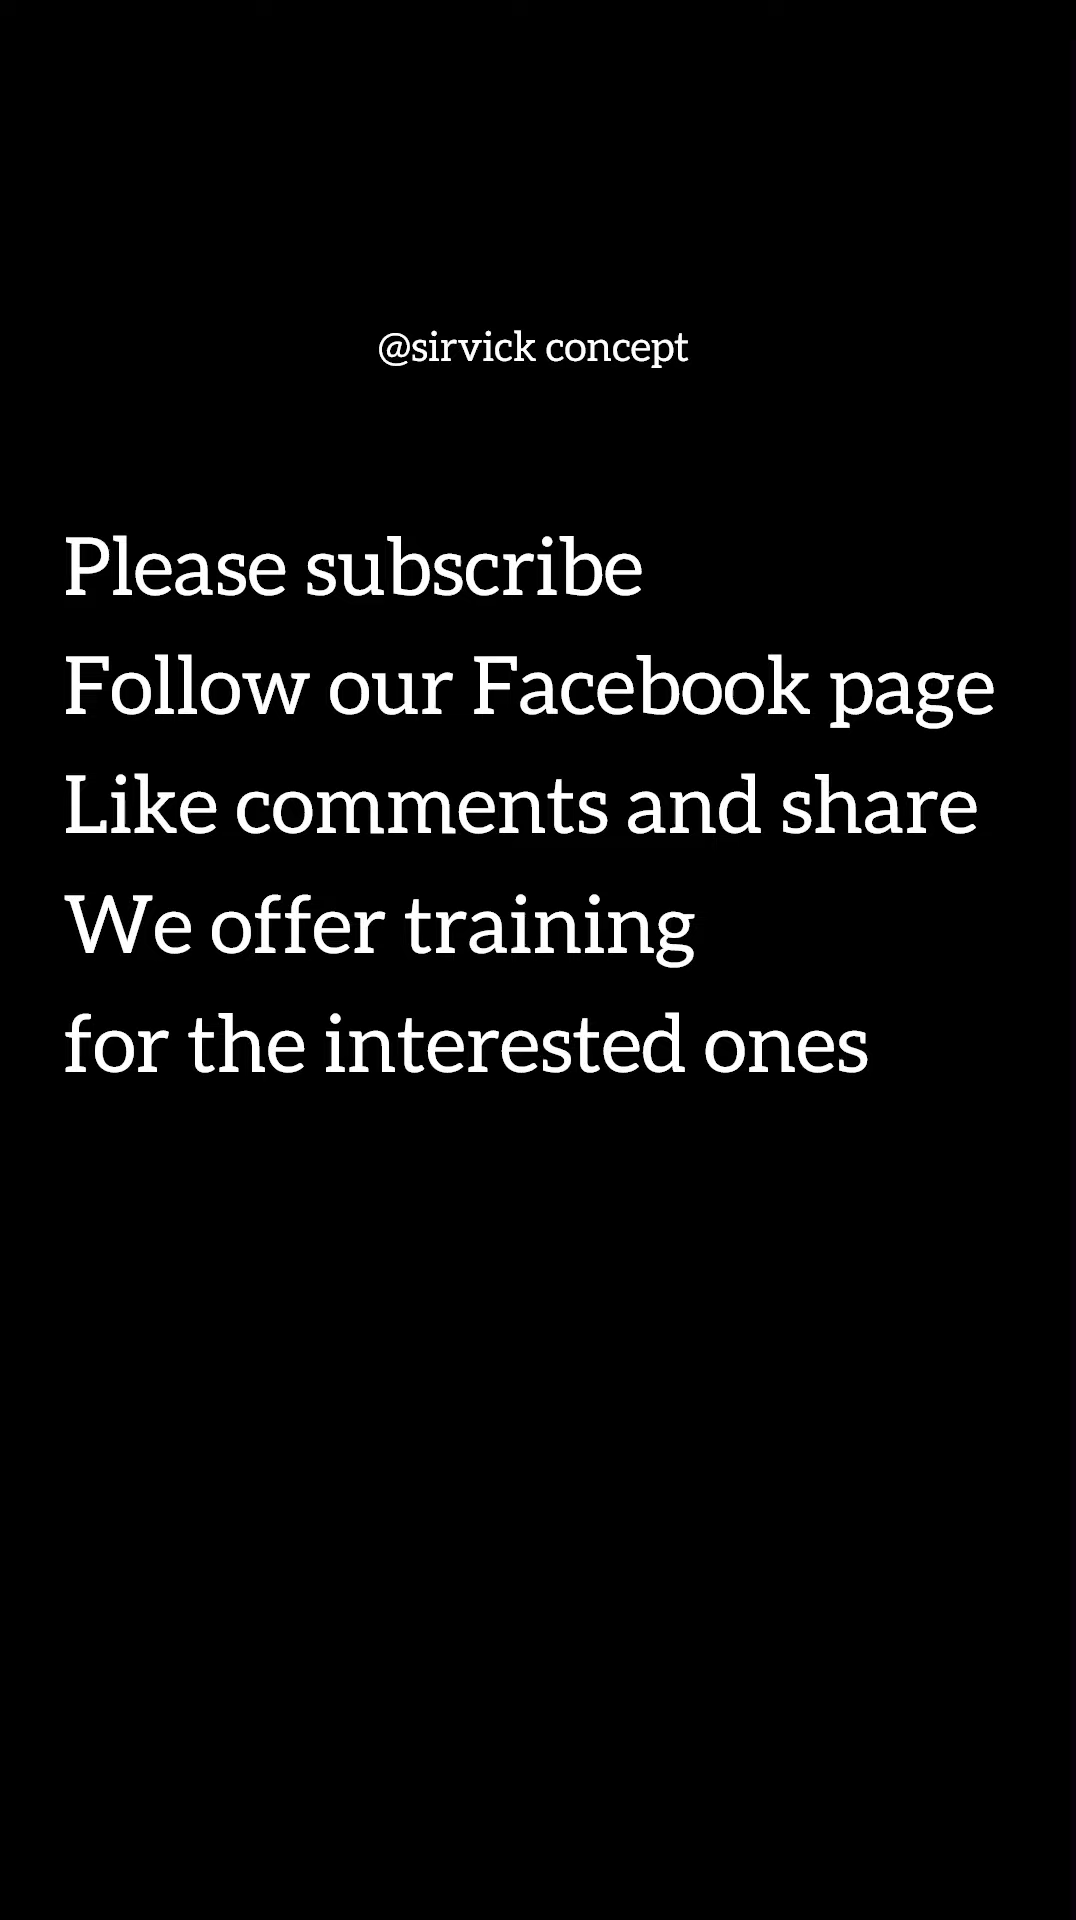 @sirvick concept
Please subscribe
Follow our Facebook page
Like comments and share
We offer training
for the interested ones